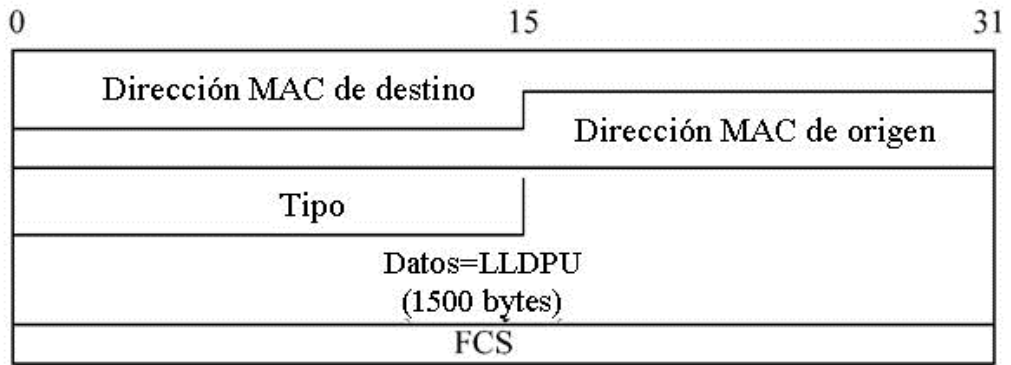 0 15 31
Dirección MAC de destino
Dirección MAC de origen
Tipo
Datos=LLDPU
(1500 bytes)
FCS